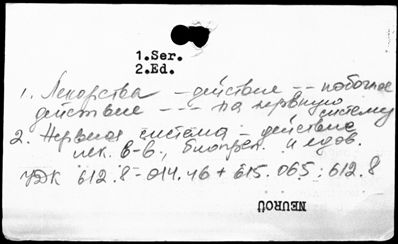 1.Ser.
2.Ed.
1. Лекарства - действие -- побочное
действие --- на нервную систему
2. Нервная система - действие
лек. в-в., биопреп. и ядов.
УДК 612.8-014.46 + 615.065:612.8
NEUROÜ